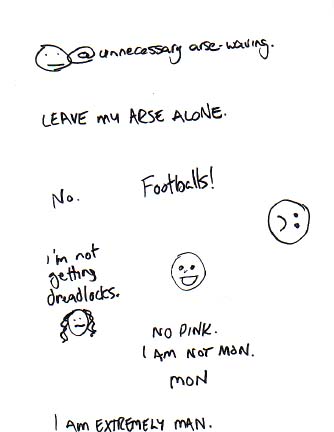 @ unnecessary arse-waving.
LEAVE MY ARSE ALONE.
No.
Footballs!
I'm not
getting
dreadlocks.
NO PINK.
I AM NOT MAN.
MAN
I AM EXTREMELY MAN.